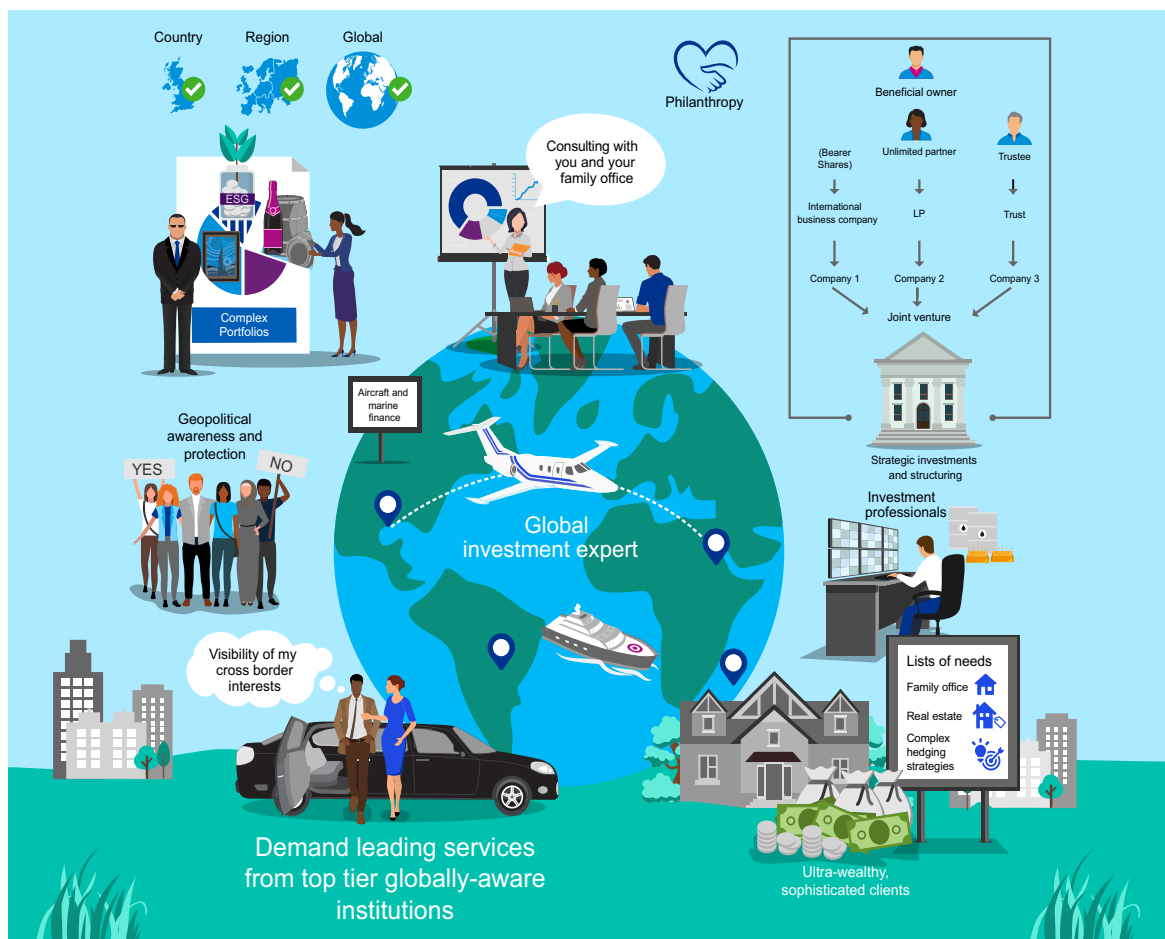 Country
Region
Global
Philanthropy
Beneficial owner
Unlimited partner
Trustee
(Bearer
Shares)
International
business company
LP
Trust
Company 1
Company 2
Company 3
Joint venture
Strategic investments
and structuring
Consulting with
you and your
family office
ESG
Complex
Portfolios
Aircraft and
marine
finance
Geopolitical
awareness and
protection
YES
NO
Global
investment expert
Investment
professionals
Visibility of my
cross border
interests
Lists of needs
Family office
Real estate
Complex
hedging
strategies
Demand leading services
from top tier globally-aware
institutions
Ultra-wealthy,
sophisticated clients